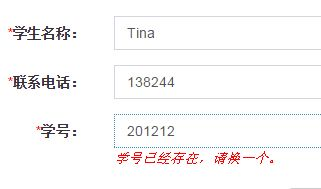 *学生名称： Tina
*联系电话： 138244
*学号： 201212
学号已经存在，请换一个。